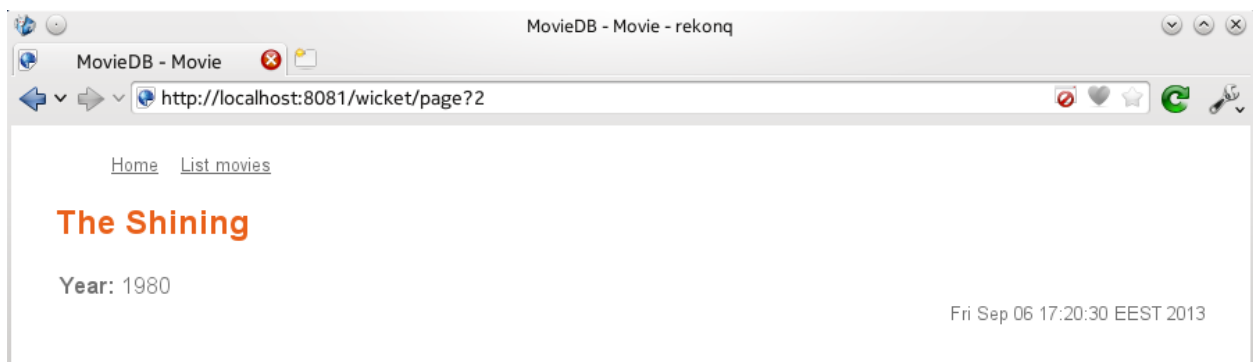 MovieDB - Movie - rekonq
MovieDB - Movie
http://localhost:8081/wicket/page?2
Home List movies
The Shining
Year: 1980
Fri Sep 06 17:20:30 EEST 2013